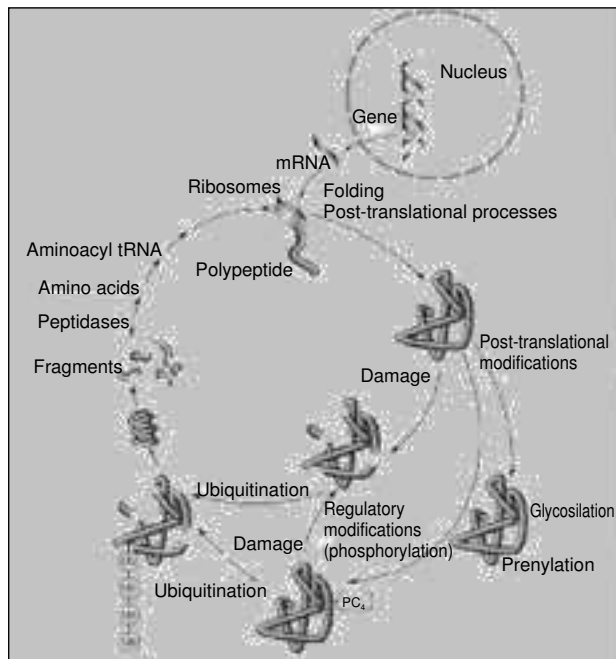 Nucleus
Gene
mRNA
Ribosomes
Folding
Post-translational processes
Aminoacyl tRNA
Polypeptide
Amino acids
Peptidases
Post-translational
modifications
Fragments
Damage
Ubiquitination
Regulatory
modifications
(phosphorylation)
Glycosilation
Damage
Prenylation
Ubiquitination
PC₄